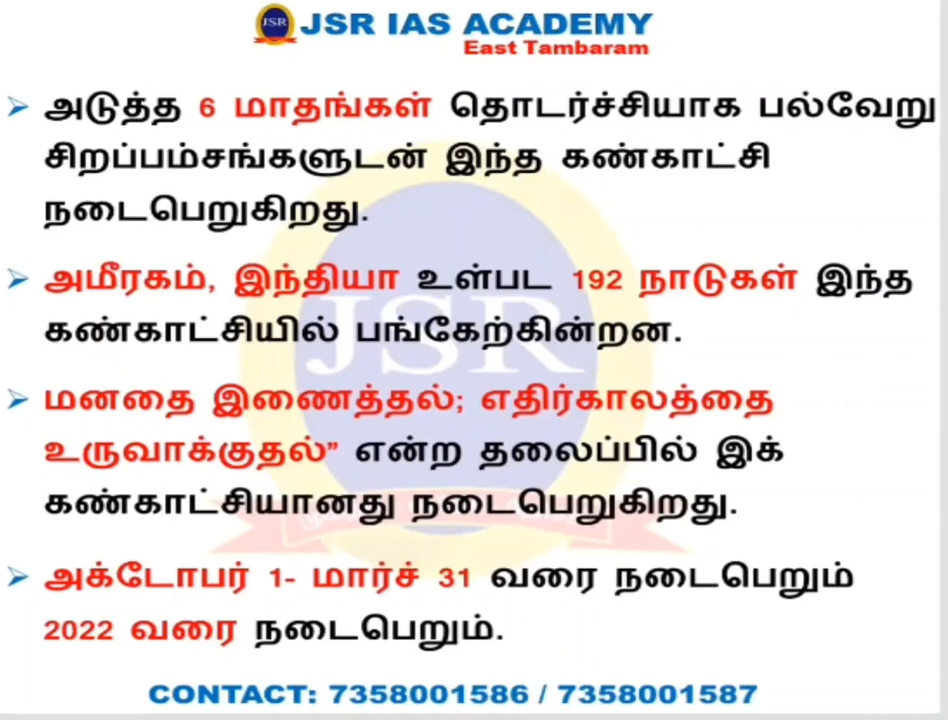 JSR JSR IAS ACADEMY
East Tambaram
➢ அடுத்த 6 மாதங்கள் தொடர்ச்சியாக பல்வேறு
சிறப்பம்சங்களுடன் இந்த கண்காட்சி
நடைபெறுகிறது.
➢ அமீரகம், இந்தியா உள்பட 192 நாடுகள் இந்த
கண்காட்சியில் பங்கேற்கின்றன.
➢ மனதை இணைத்தல்; எதிர்காலத்தை
உருவாக்குதல்” என்ற தலைப்பில் இக்
கண்காட்சியானது நடைபெறுகிறது.
➢ அக்டோபர் 1- மார்ச் 31 வரை நடைபெறும்
2022 வரை நடைபெறும்.
JSR
CONTACT: 7358001586 / 7358001587